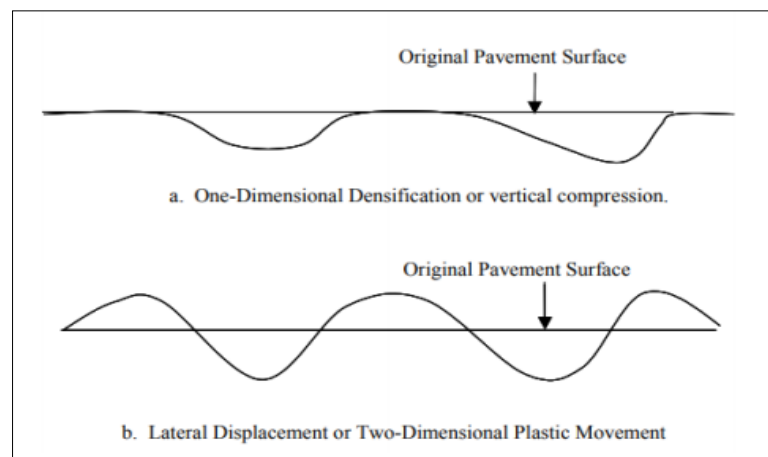 Original Pavement Surface
a. One-Dimensional Densification or vertical compression.
Original Pavement Surface
b. Lateral Displacement or Two-Dimensional Plastic Movement